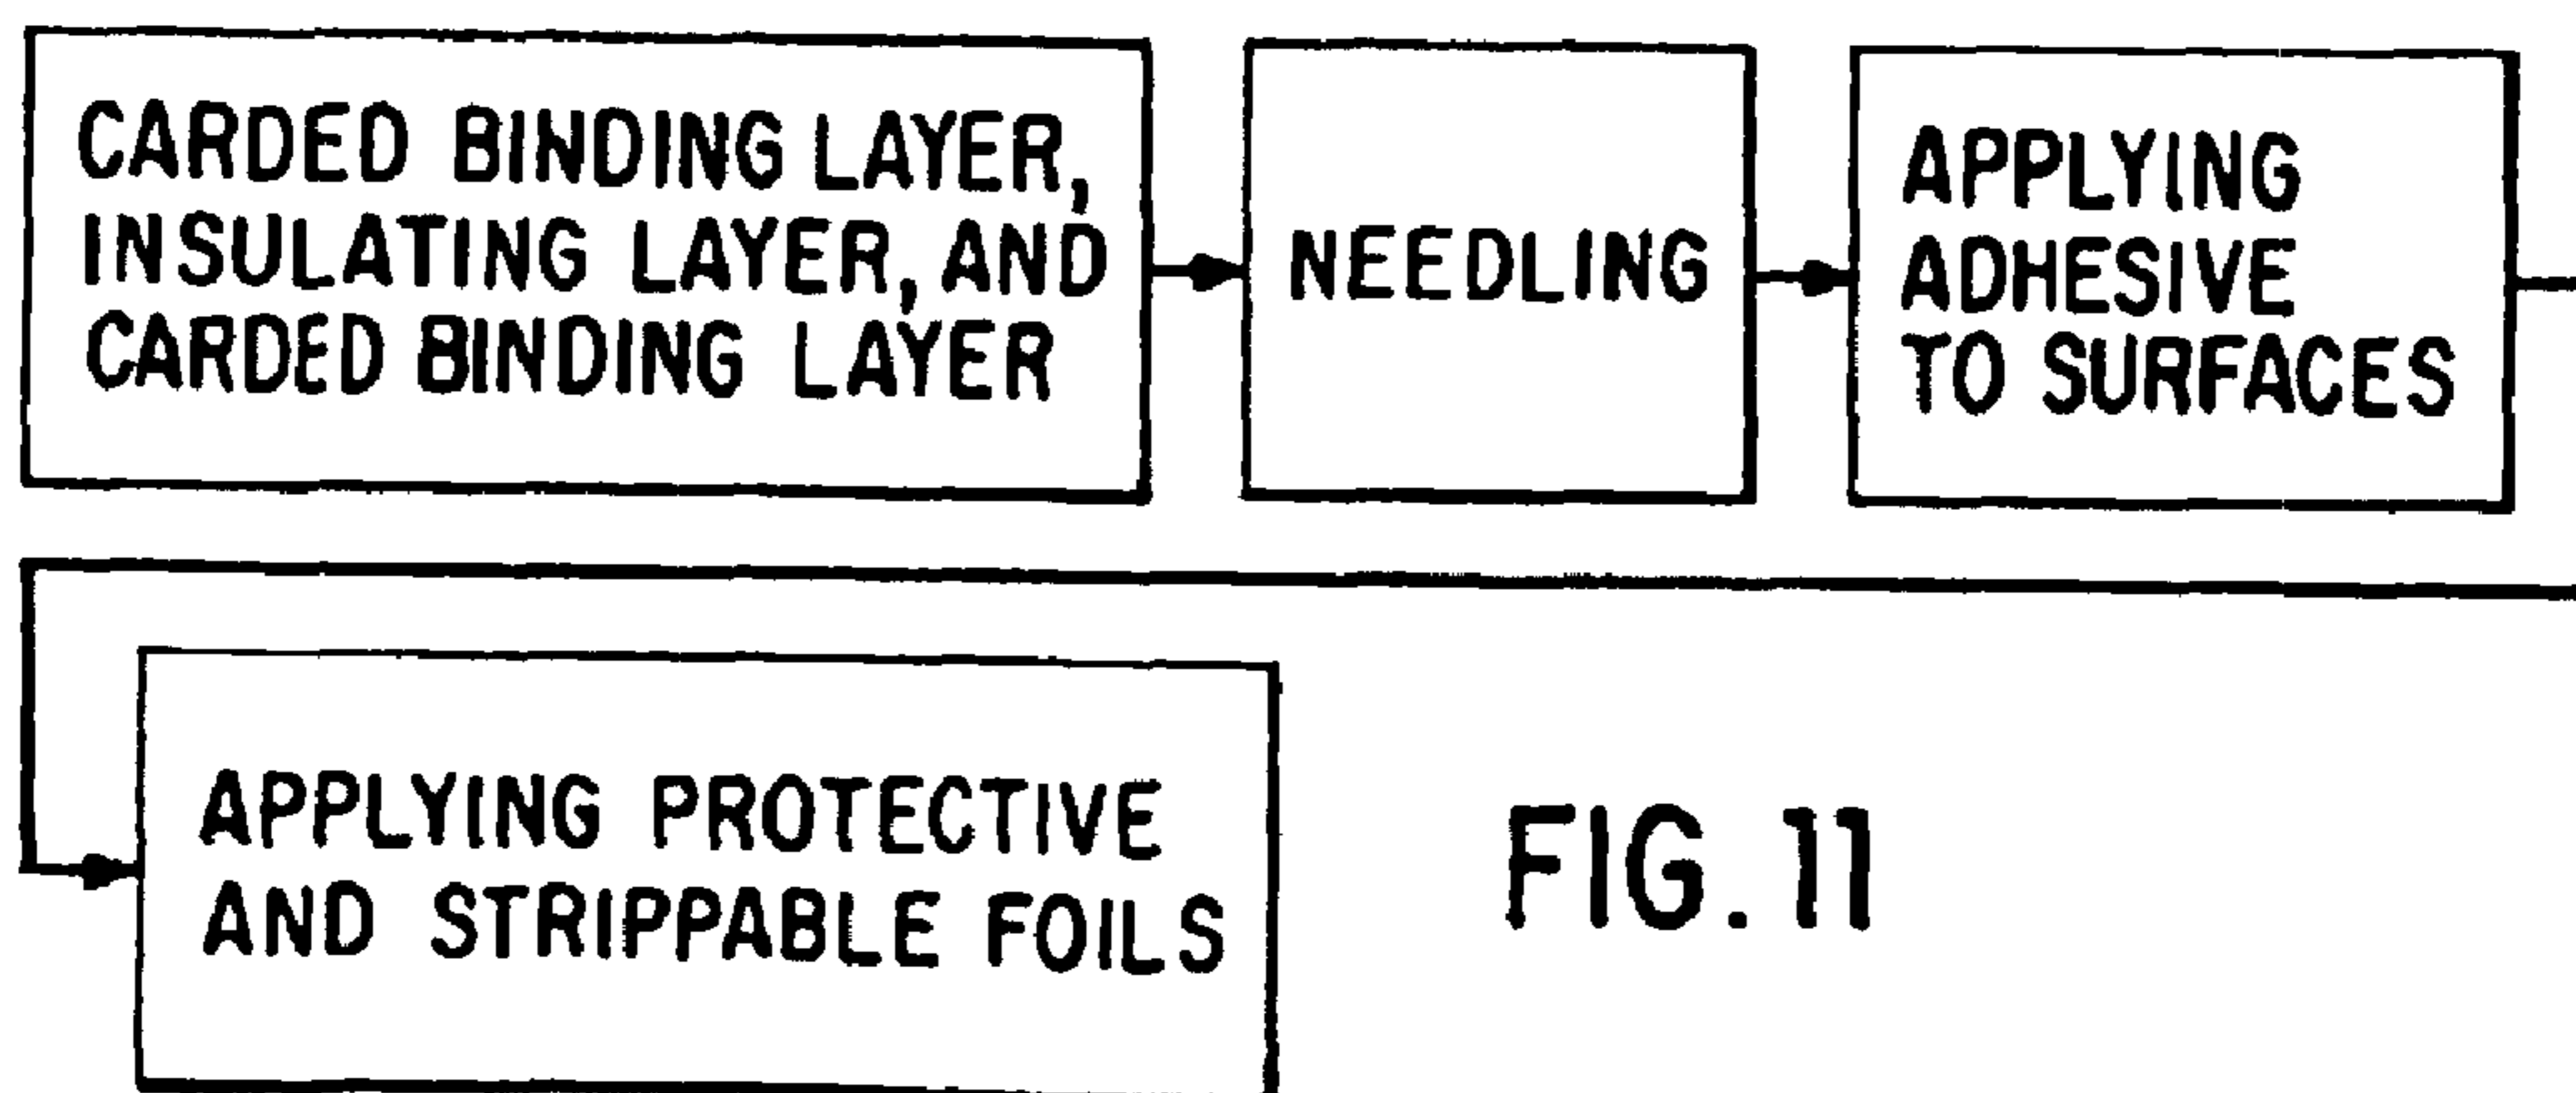 CARDED BINDING LAYER,
INSULATING LAYER, AND
CARDED BINDING LAYER
NEEDLING
APPLYING
ADHESIVE
TO SURFACES
APPLYING PROTECTIVE
AND STRIPPABLE FOILS
FIG. 11